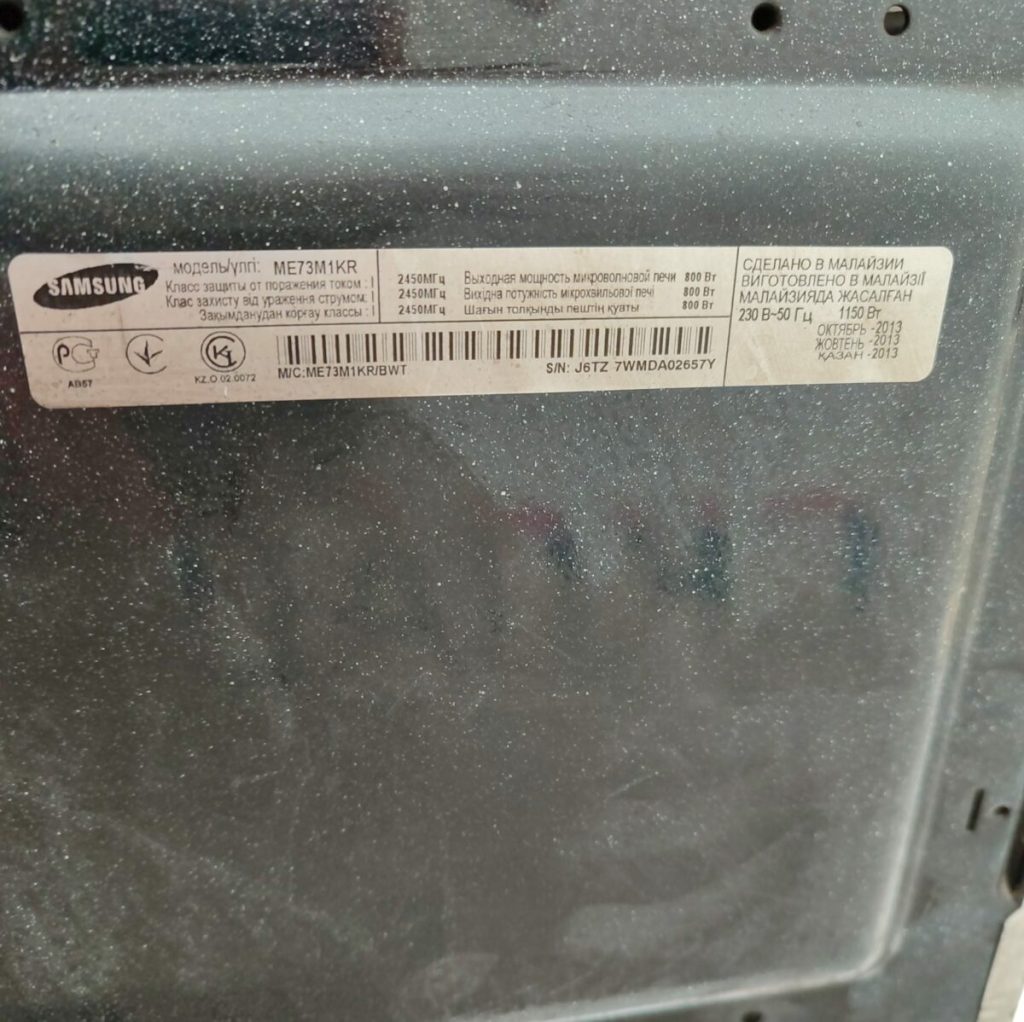 SAMSUNG
модель/үлгі: ME73M1KR
Класс защиты от поражения током : I
Клас захисту від ураження струмом: I
Зақымданудан қорғау классы : I
2450МГц Выходная мощность микроволновой печи 800 Вт
2450МГц Вихідна потужність мікрохвильової печі 800 Вт
2450МГц Шағын толқынды пештің қуаты 800 Вт
СДЕЛАНО В МАЛАЙЗИИ
ВИГОТОВЛЕНО В МАЛАЙЗІЇ
МАЛАЙЗИЯДА ЖАСАЛҒАН
230 В~50 Гц 1150 Вт
ОКТЯБРЬ -2013
ЖОВТЕНЬ -2013
ҚАЗАН -2013
АВ57
KZ.O.02.0072
M/C:ME73M1KR/BWT
S/N: J6TZ 7WMDA02657Y